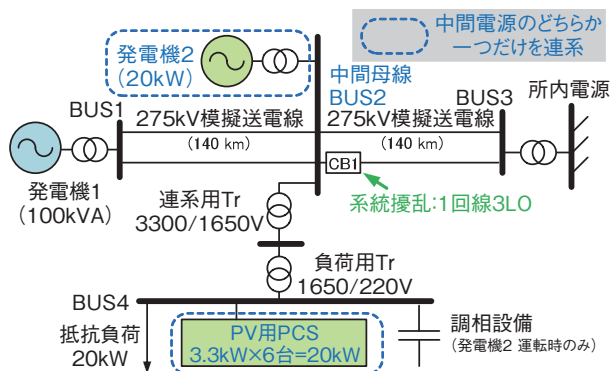 発電機2
(20kW)
中間電源のどちらか
一つだけを連系
中間母線
BUS2
BUS1
BUS3
所内電源
275kV模擬送電線
(140 km)
275kV模擬送電線
(140 km)
CB1
発電機1
(100kVA)
連系用Tr
3300/1650V
系統擾乱:1回線3LO
負荷用Tr
1650/220V
BUS4
抵抗負荷
20kW
PV用PCS
3.3kW×6台=20kW
調相設備
(発電機2 運転時のみ)